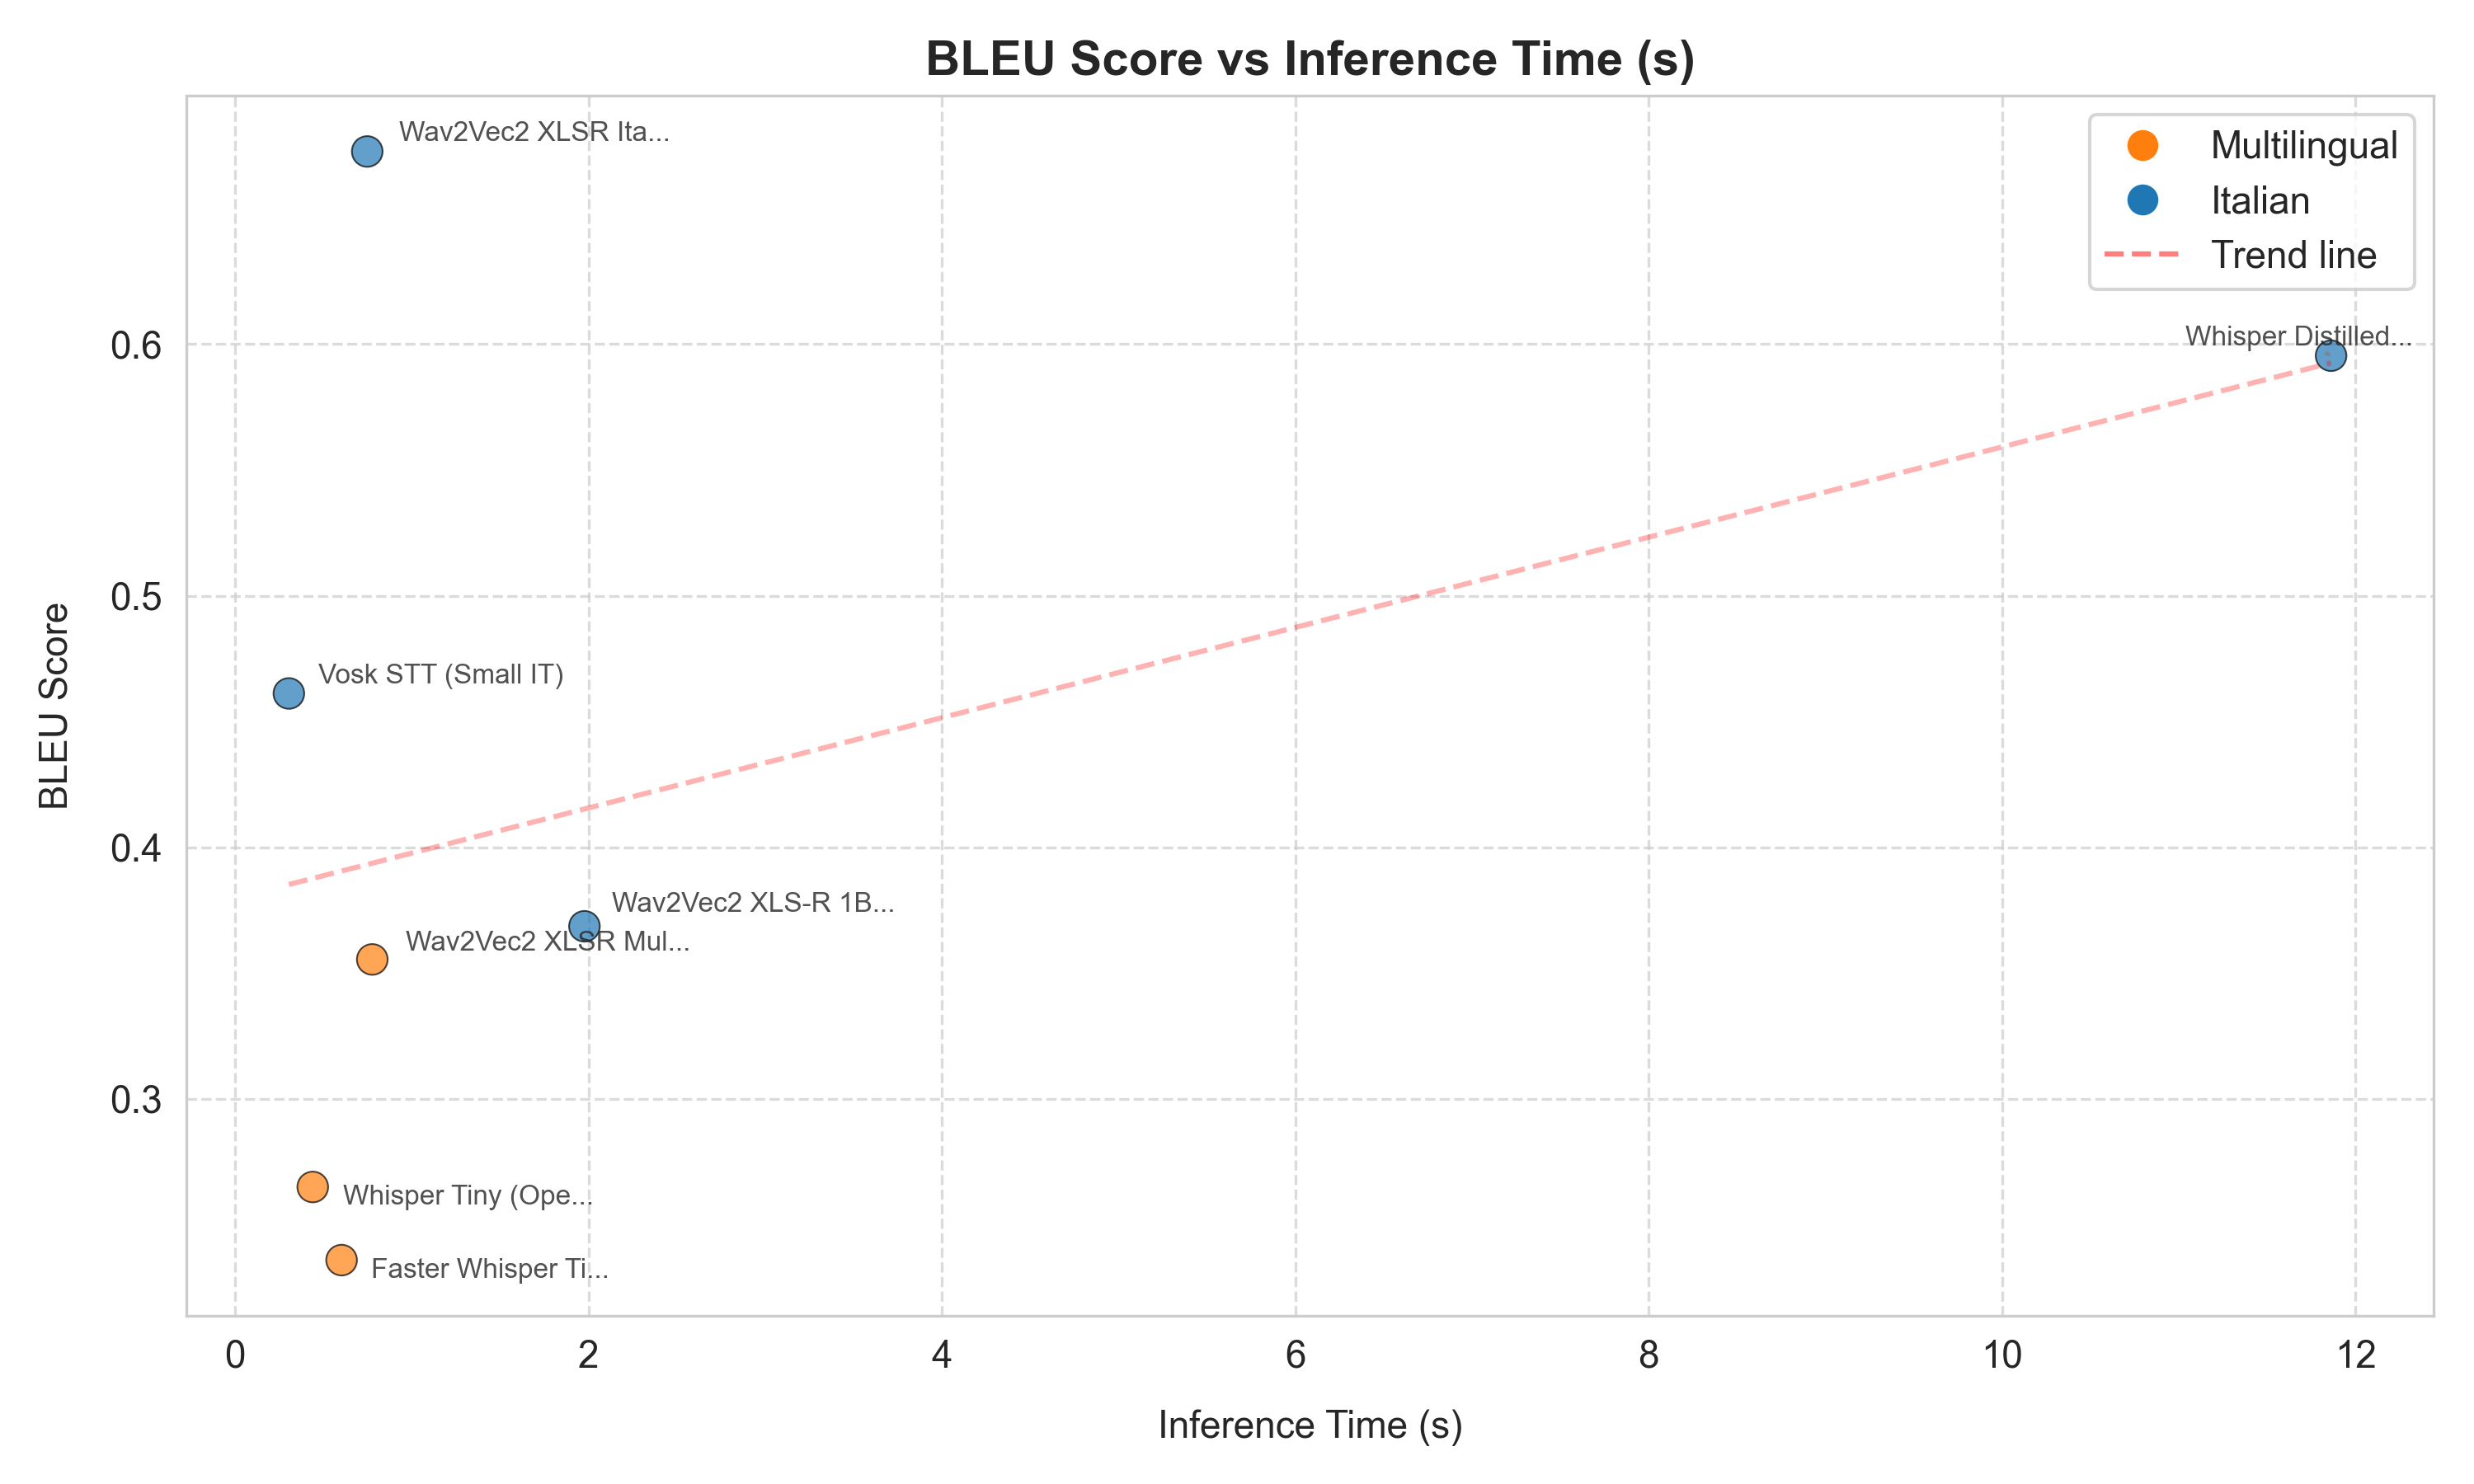 BLEU Score vs Inference Time (s)
Wav2Vec2 XLSR Ita...
Multilingual
Italian
Trend line
Whisper Distilled...
0.6
0.5
Vosk STT (Small IT)
BLEU Score
0.4
Wav2Vec2 XLS-R 1B...
Wav2Vec2 XLSR Mul...
0.3
Whisper Tiny (Ope...
Faster Whisper Ti...
0 2 4 6 8 10 12
Inference Time (s)